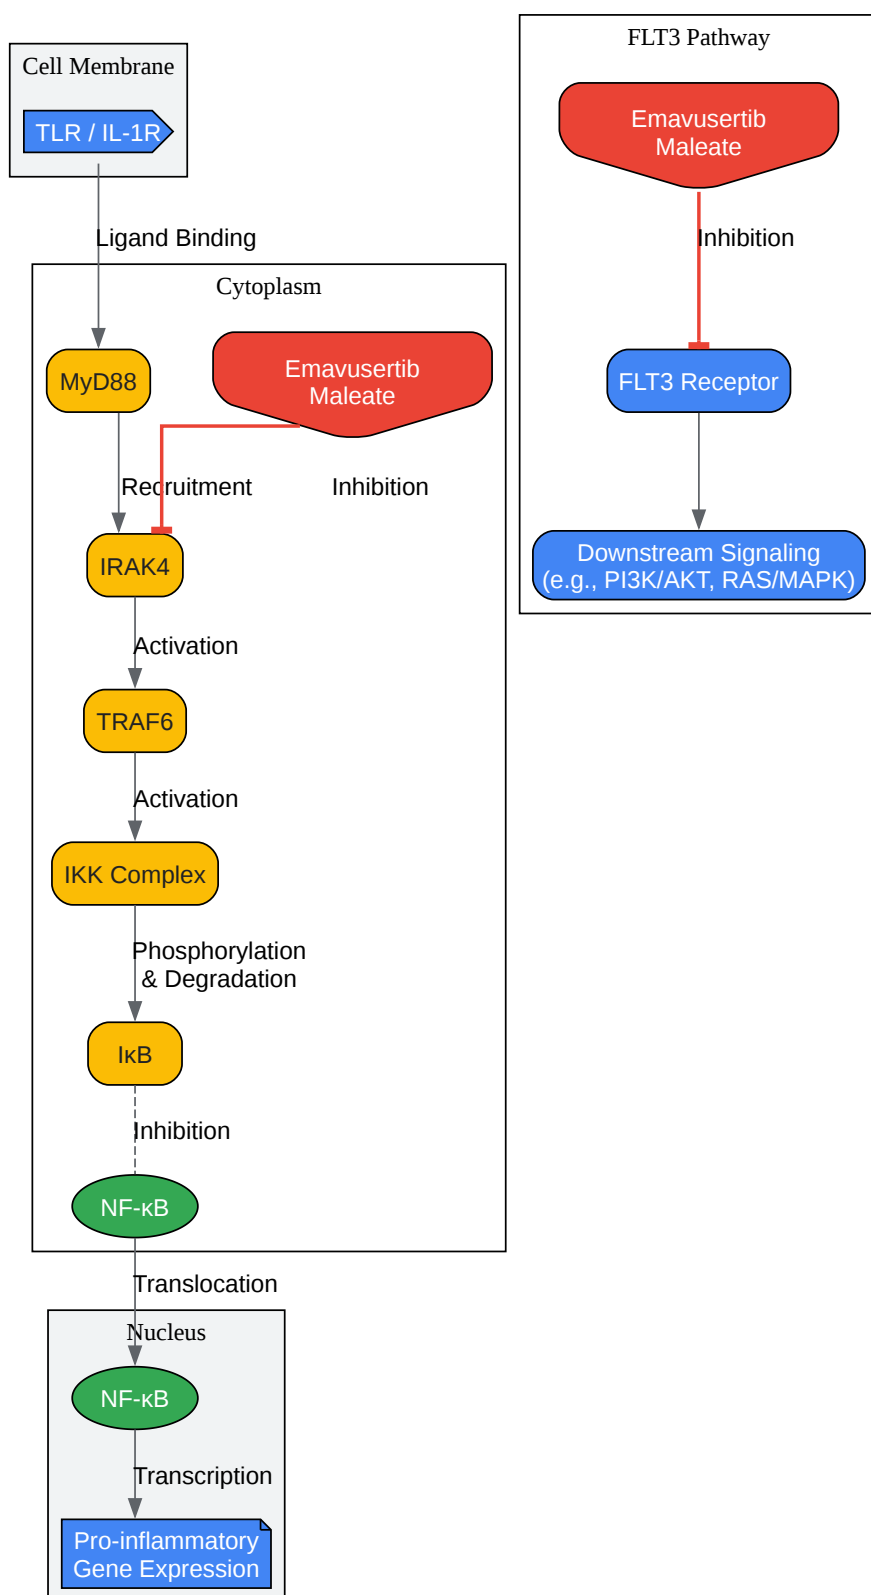 Cell Membrane
TLR / IL-1R
Ligand Binding
Cytoplasm
MyD88
Emavusertib
Maleate
Recruitment
Inhibition
IRAK4
Activation
TRAF6
Activation
IKK Complex
Phosphorylation
& Degradation
IκB
Inhibition
NF-κB
Translocation
Nucleus
NF-κB
Transcription
Pro-inflammatory
Gene Expression
FLT3 Pathway
Emavusertib
Maleate
Inhibition
FLT3 Receptor
Downstream Signaling
(e.g., PI3K/AKT, RAS/MAPK)